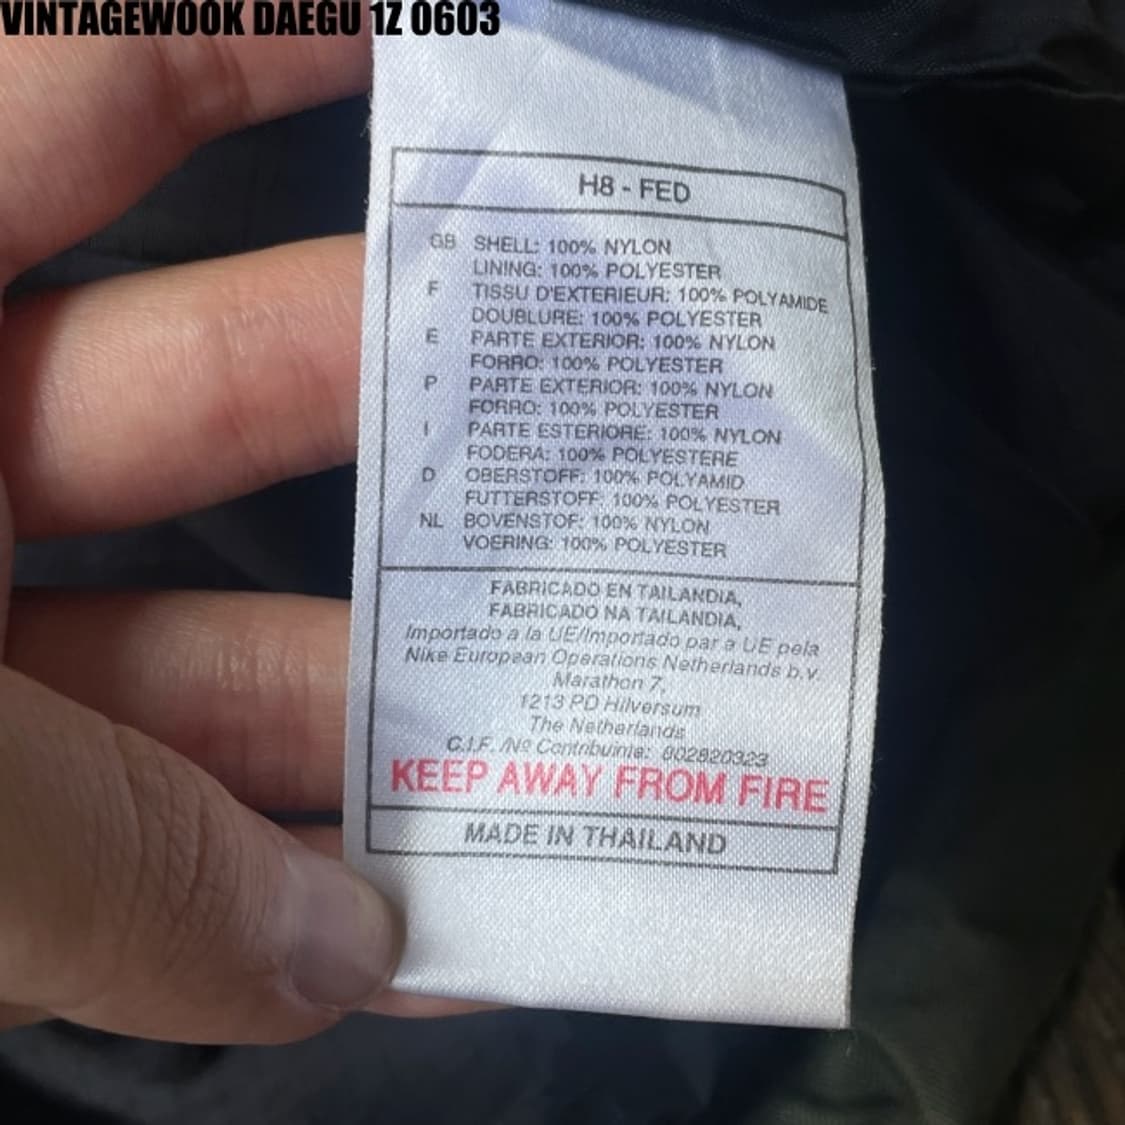 VINTAGEWOOK DAEGU 1Z 0603
H8 - FED
GB SHELL: 100% NYLON
LINING: 100% POLYESTER
F TISSU D'EXTERIEUR: 100% POLYAMIDE
DOUBLURE: 100% POLYESTER
E PARTE EXTERIOR: 100% NYLON
FORRO: 100% POLYESTER
P PARTE EXTERIOR: 100% NYLON
FORRO: 100% POLYESTER
I PARTE ESTERIORE: 100% NYLON
FODERA: 100% POLYESTERE
D OBERSTOFF: 100% POLYAMID
FUTTERSTOFF: 100% POLYESTER
NL BOVENSTOF: 100% NYLON
VOERING: 100% POLYESTER
FABRICADO EN TAILANDIA,
FABRICADO NA TAILANDIA,
Importado a la UE/Importado par a UE pela
Nike European Operations Netherlands b.v.
Marathon 7,
1213 PD Hilversum
The Netherlands
C.I.F. /Nº Contribuinte: 802820323
KEEP AWAY FROM FIRE
MADE IN THAILAND